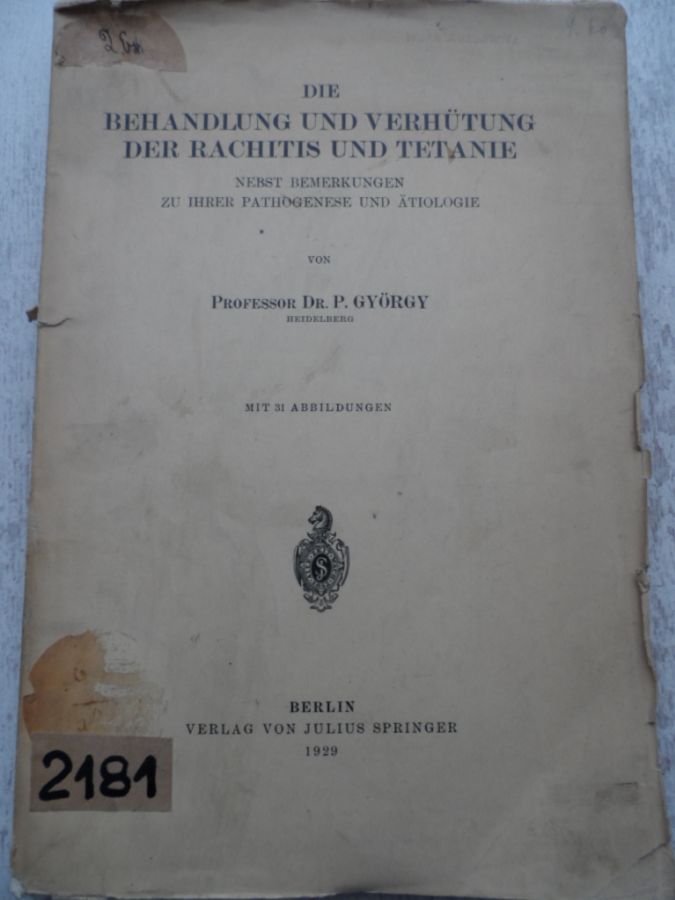 DIE
BEHANDLUNG UND VERHÜTUNG
DER RACHITIS UND TETANIE
NEBST BEMERKUNGEN
ZU IHRER PATHOGENESE UND ÄTIOLOGIE
VON
PROFESSOR DR. P. GYÖRGY
HEIDELBERG
MIT 31 ABBILDUNGEN
BERLIN
VERLAG VON JULIUS SPRINGER
1929
2181